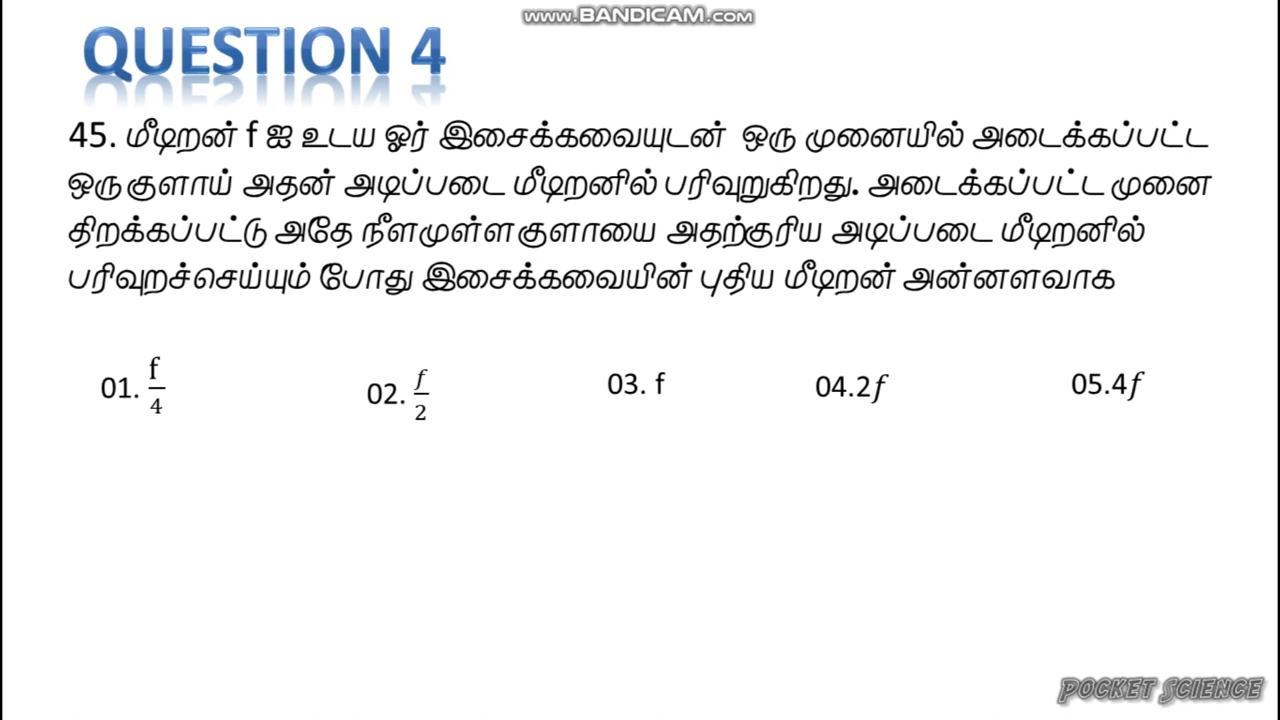 www.BANDICAM.com
QUESTION 4
45. மீடிறன் f ஐ உடய ஓர் இசைக்கவையுடன் ஒரு முனையில் அடைக்கப்பட்ட
ஒரு குளாய் அதன் அடிப்படை மீடிறனில் பரிவுறுகிறது. அடைக்கப்பட்ட முனை
திறக்கப்பட்டு அதே நீளமுள்ள குளாயை அதற்குரிய அடிப்படை மீடிறனில்
பரிவுறச்செய்யும் போது இசைக்கவையின் புதிய மீடிறன் அன்னளவாக
01. f/4 02. f/2 03. f 04.2f 05.4f
POCKET SCIENCE